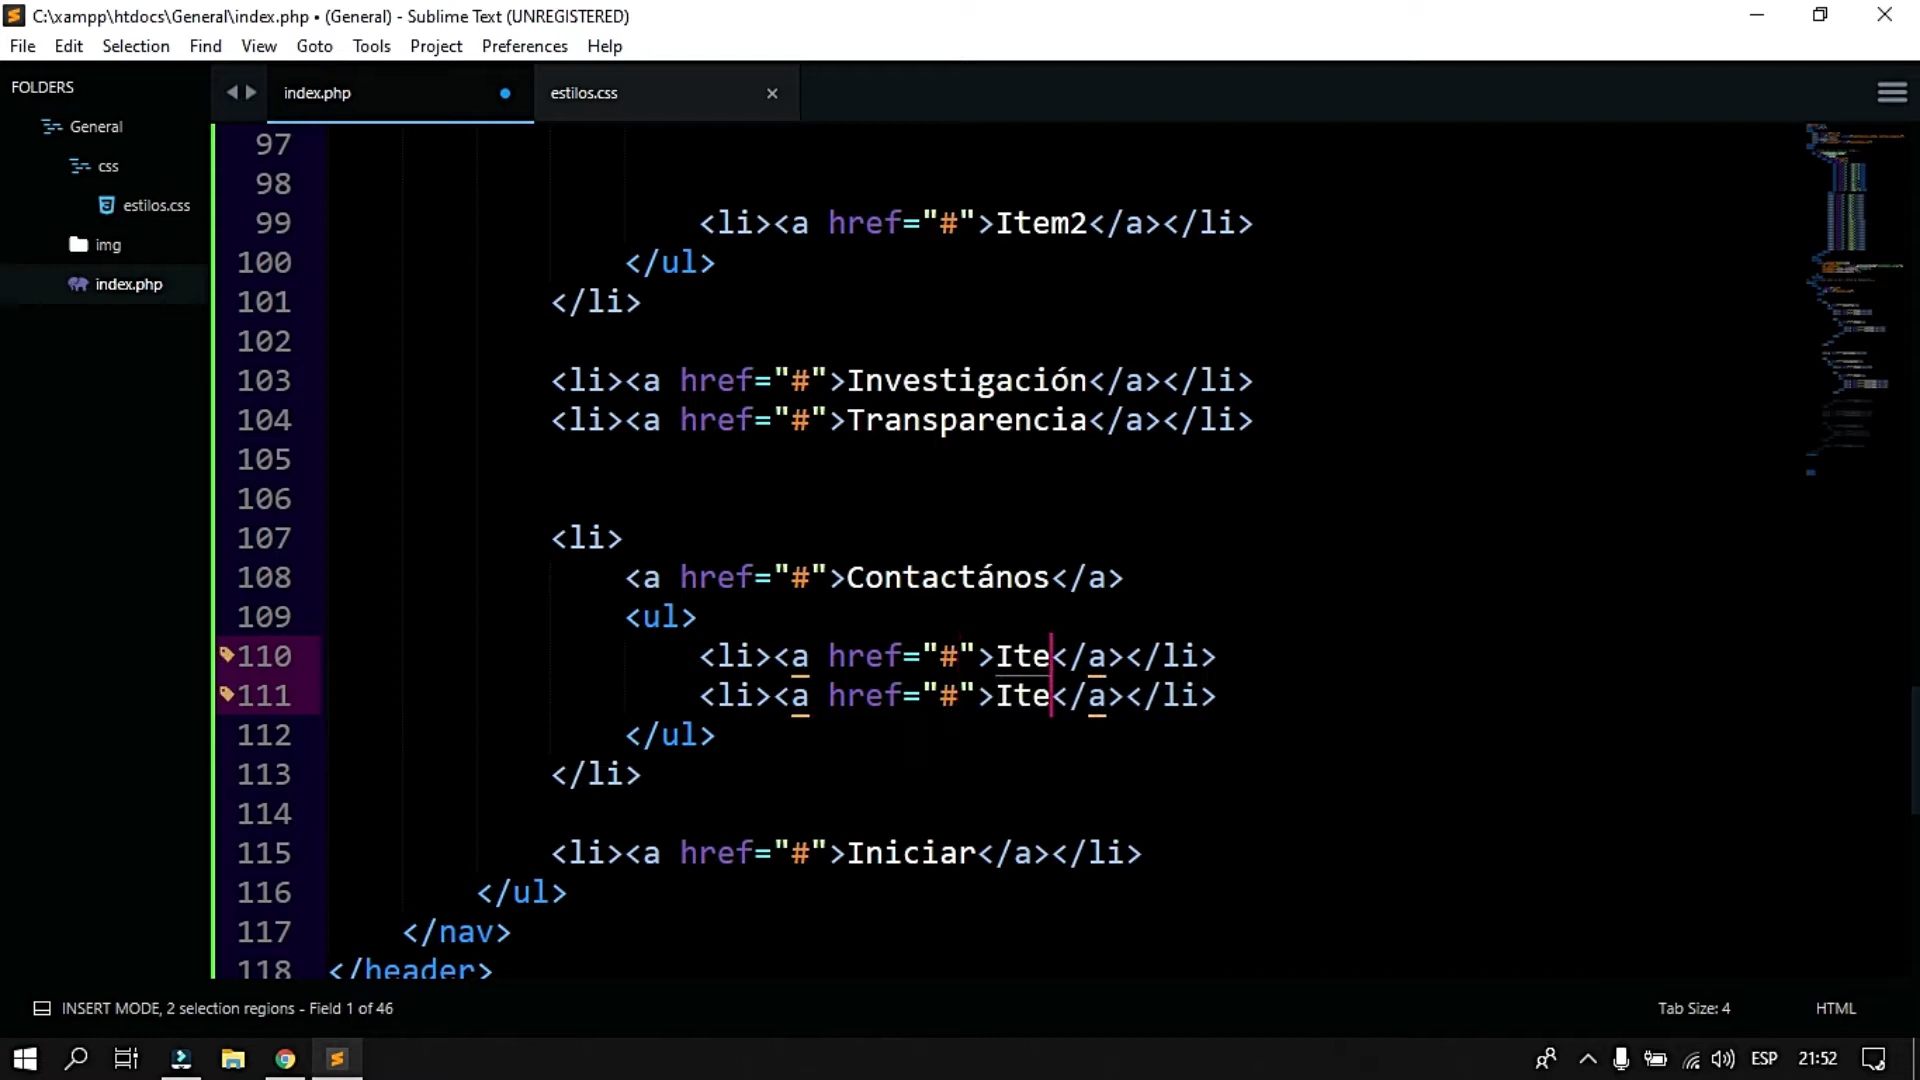 C:\xampp\htdocs\General\index.php • (General) - Sublime Text (UNREGISTERED)
File Edit Selection Find View Goto Tools Project Preferences Help
FOLDERS
General
css
estilos.css
img
index.php
index.php
estilos.css
97
98
99 <li><a href="#">Item2</a></li>
100 </ul>
101 </li>
102
103 <li><a href="#">Investigación</a></li>
104 <li><a href="#">Transparencia</a></li>
105
106
107 <li>
108 <a href="#">Contactános</a>
109 <ul>
110 <li><a href="#">Ite</a></li>
111 <li><a href="#">Ite</a></li>
112 </ul>
113 </li>
114
115 <li><a href="#">Iniciar</a></li>
116 </ul>
117 </nav>
118 </header>
INSERT MODE, 2 selection regions - Field 1 of 46
Tab Size: 4
HTML
ESP
21:52